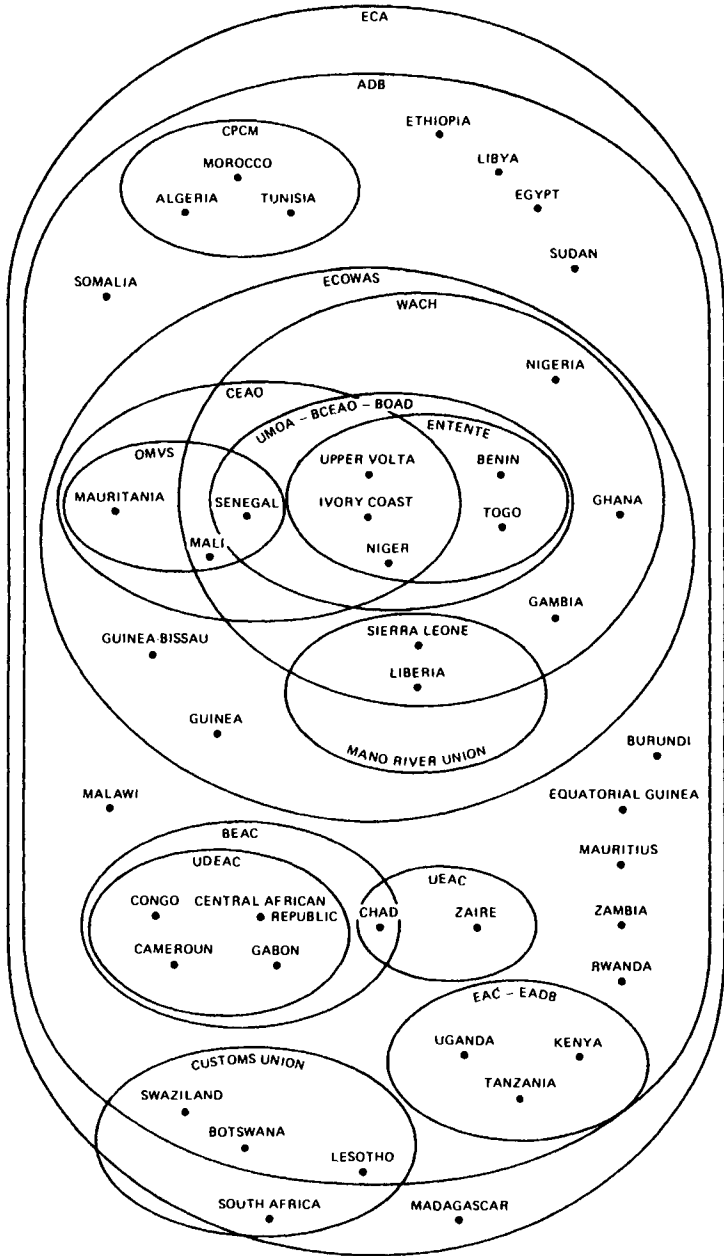 ECA
ADB
CPCM
MOROCCO
ALGERIA
TUNISIA
ETHIOPIA
LIBYA
EGYPT
SUDAN
SOMALIA
ECOWAS
WACH
NIGERIA
CEAO
UMOA – BCEAO – BOAD
ENTENTE
OMVS
UPPER VOLTA
BENIN
MAURITANIA
SENEGAL
IVORY COAST
TOGO
GHANA
MALI
NIGER
GAMBIA
GUINEA-BISSAU
SIERRA LEONE
LIBERIA
GUINEA
MANO RIVER UNION
BURUNDI
MALAWI
EQUATORIAL GUINEA
BEAC
MAURITIUS
UDEAC
UEAC
CONGO
CENTRAL AFRICAN
REPUBLIC
CHAD
ZAIRE
ZAMBIA
CAMEROUN
GABON
RWANDA
EAC – EADB
UGANDA
KENYA
TANZANIA
CUSTOMS UNION
SWAZILAND
BOTSWANA
LESOTHO
SOUTH AFRICA
MADAGASCAR